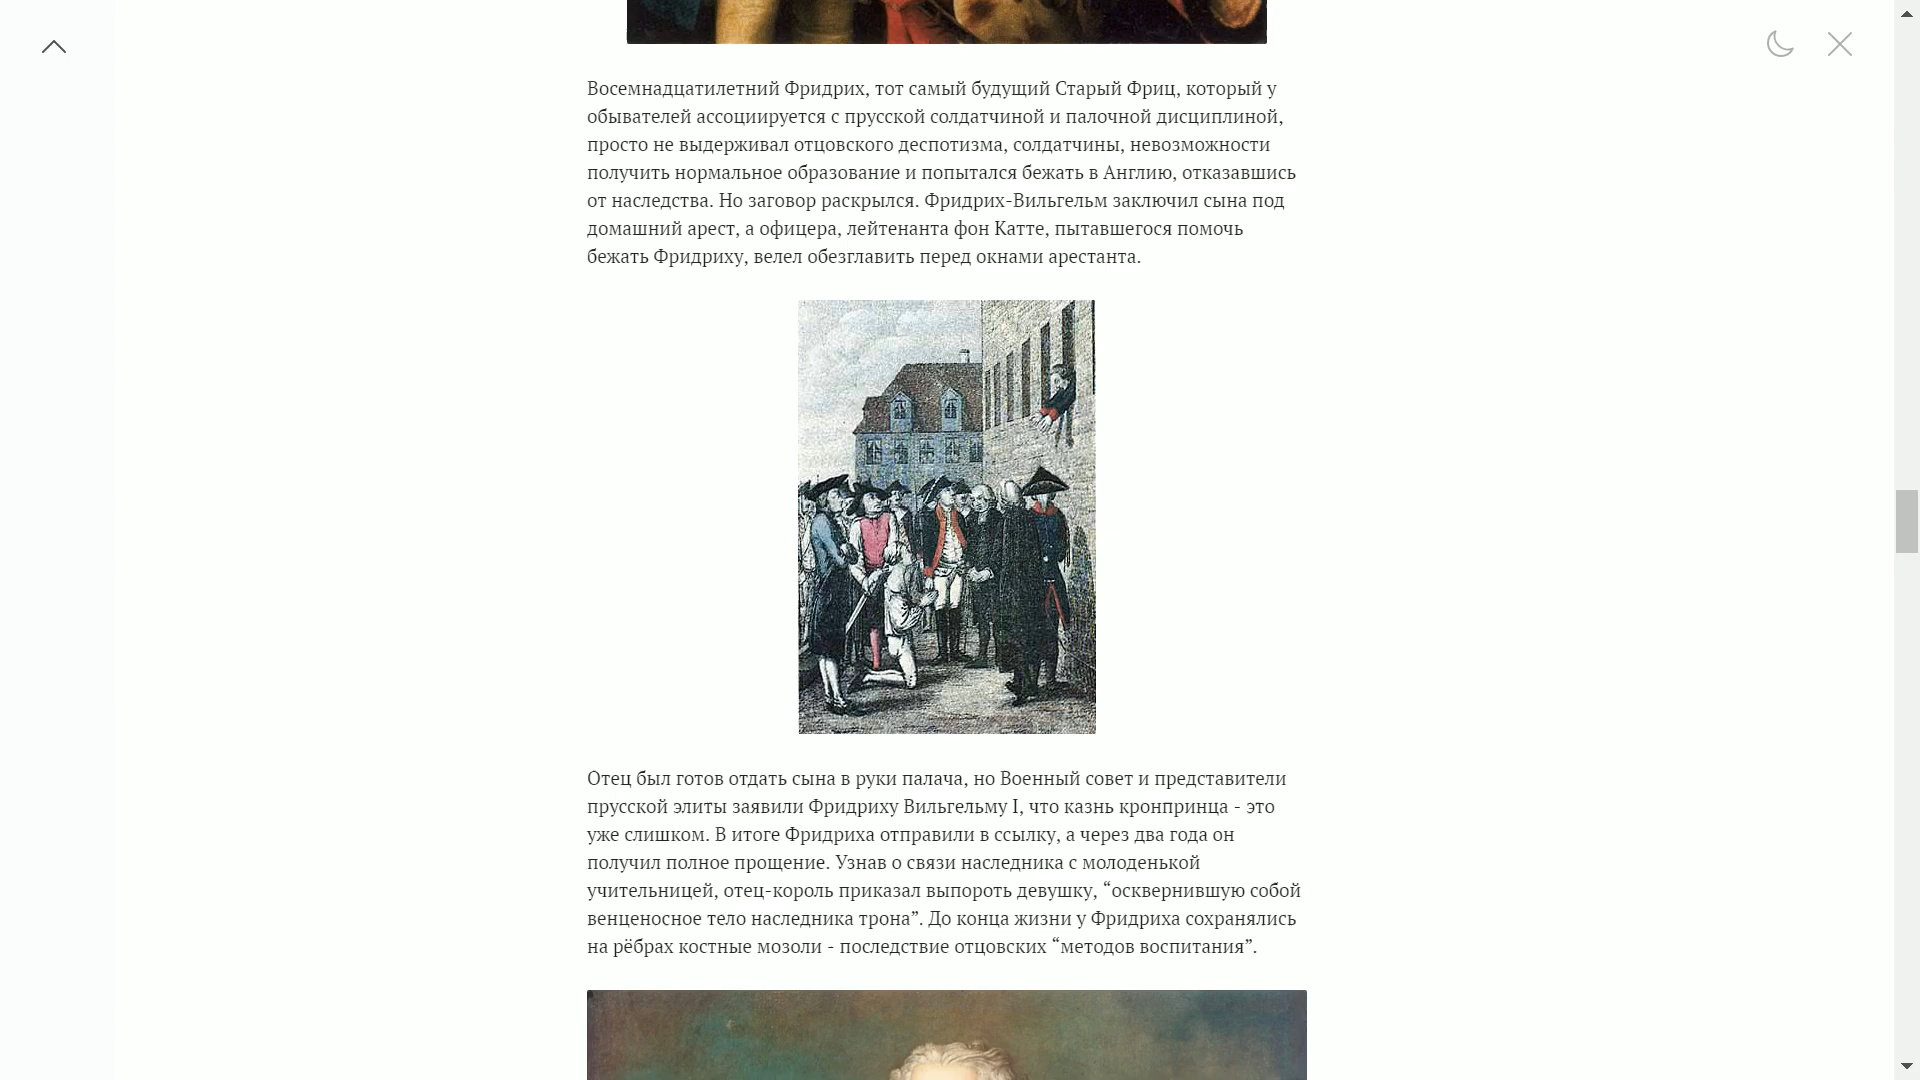 Восемнадцатилетний Фридрих, тот самый будущий Старый Фриц, который у
обывателей ассоциируется с прусской солдатчиной и палочной дисциплиной,
просто не выдерживал отцовского деспотизма, солдатчины, невозможности
получить нормальное образование и попытался бежать в Англию, отказавшись
от наследства. Но заговор раскрылся. Фридрих-Вильгельм заключил сына под
домашний арест, а офицера, лейтенанта фон Катте, пытавшегося помочь
бежать Фридриху, велел обезглавить перед окнами арестанта.
Отец был готов отдать сына в руки палача, но Военный совет и представители
прусской элиты заявили Фридриху Вильгельму I, что казнь кронпринца - это
уже слишком. В итоге Фридриха отправили в ссылку, а через два года он
получил полное прощение. Узнав о связи наследника с молоденькой
учительницей, отец-король приказал выпороть девушку, “осквернившую собой
венценосное тело наследника трона”. До конца жизни у Фридриха сохранялись
на рёбрах костные мозоли - последствие отцовских “методов воспитания”.